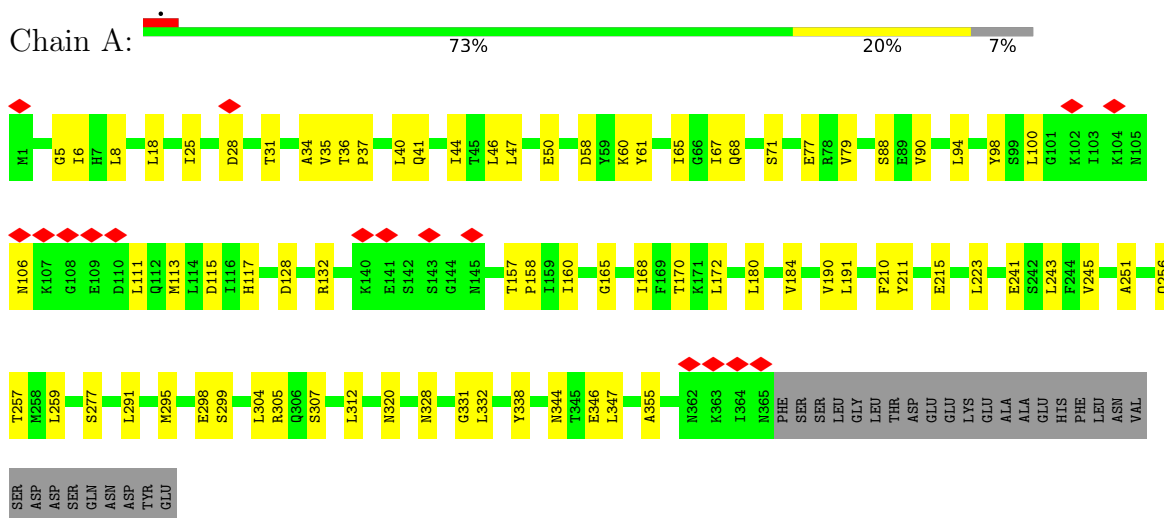 Chain A:
73% 20% 7%
M1 G5 I6 H7 L8 L18 I25 D28 T31 A34 V35 T36 P37 L40 Q41 I44 T45 L46 L47 E50 D58 Y59 K60 Y61 I65 G66 I67 Q68 S71 E77 R78 V79 S88 E89 V90 L94 Y98 S99 L100 G101 K102 I103 K104 N105
N106 K107 G108 E109 D110 L111 Q112 M113 L114 D115 I116 H117 D128 R132 K140 E141 S142 S143 G144 N145 T157 P158 I159 I160 G165 I168 F169 T170 K171 L172 L180 V184 V190 L191 F210 Y211 E215 L223 E241 S242 L243 F244 V245 A251 Q256
T257 M258 L259 S277 L291 M295 E298 S299 L304 R305 Q306 S307 L312 N320 N328 G331 L332 Y338 N344 T345 E346 L347 A355 N362 K363 I364 N365 PHE SER SER LEU GLY LEU THR ASP GLU GLU LYS GLU ALA ALA GLU HIS PHE LEU ASN VAL
SER ASP ASP SER GLN ASN ASP TYR GLU